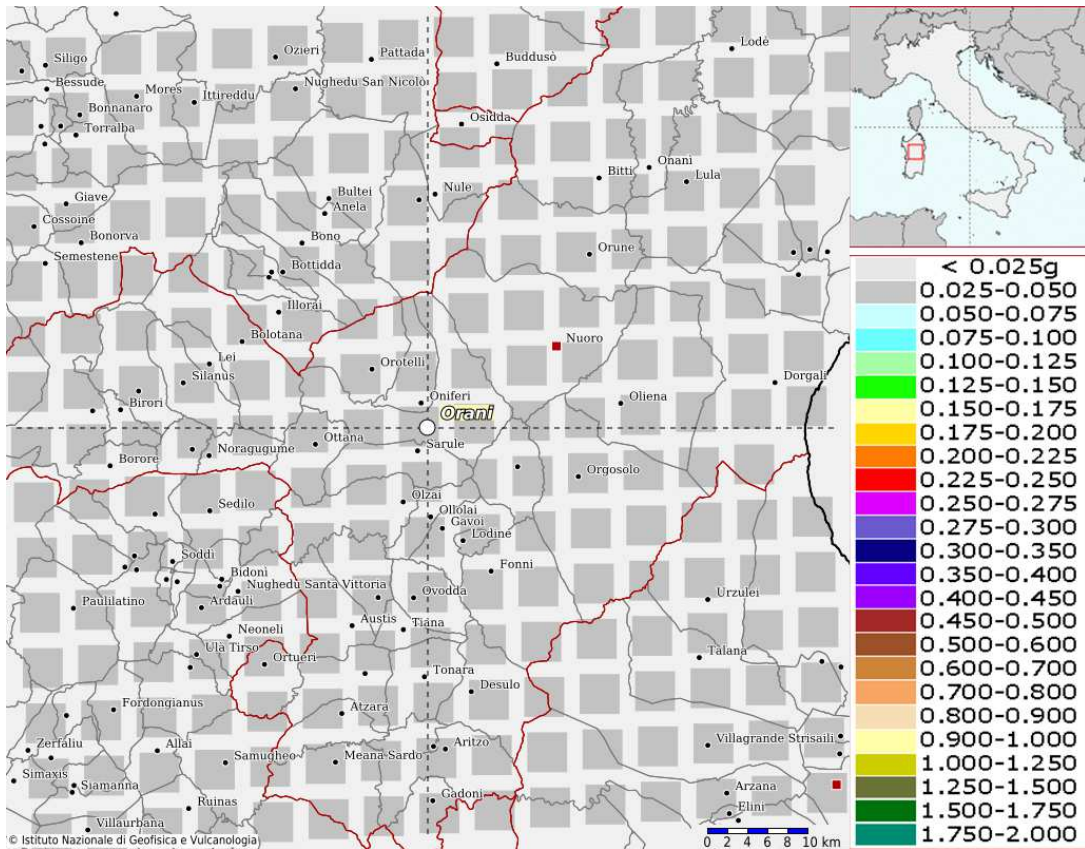 Siligo
Ozieri
Pattada
Buddusò
Lodè
Bessude
Mores
Ittireddu
Nughedu San Nicolò
Bonnanaro
Torralba
Osidda
Bitti
Onanì
Lula
Giave
Bultei
Anela
Nule
Cossoine
Bonorva
Bono
Orune
Semestene
Bottidda
Illorai
Bolotana
Nuoro
Lei
Orotelli
Silanus
Dorgali
Birori
Oniferi
Oliena
Orani
Noragugume
Ottana
Sarule
Borore
Orgosolo
Sedilo
Olzai
Ollolai
Gavoi
Lodine
Soddì
Fonni
Bidonì
Nughedu Santa Vittoria
Paulilatino
Ardauli
Ovodda
Urzulei
Neoneli
Austis
Tiana
Ulà Tirso
Ortueri
Talana
Tonara
Desulo
Fordongianus
Atzara
Zerfaliu
Allai
Villagrande Strisaili
Samugheo
Meana-Sardo
Aritzo
Simaxis
Siamanna
Ruinas
Gadoni
Arzana
Elini
Villaurbana
0 2 4 6 8 10 km
© Istituto Nazionale di Geofisica e Vulcanologia
< 0.025g
0.025-0.050
0.050-0.075
0.075-0.100
0.100-0.125
0.125-0.150
0.150-0.175
0.175-0.200
0.200-0.225
0.225-0.250
0.250-0.275
0.275-0.300
0.300-0.350
0.350-0.400
0.400-0.450
0.450-0.500
0.500-0.600
0.600-0.700
0.700-0.800
0.800-0.900
0.900-1.000
1.000-1.250
1.250-1.500
1.500-1.750
1.750-2.000